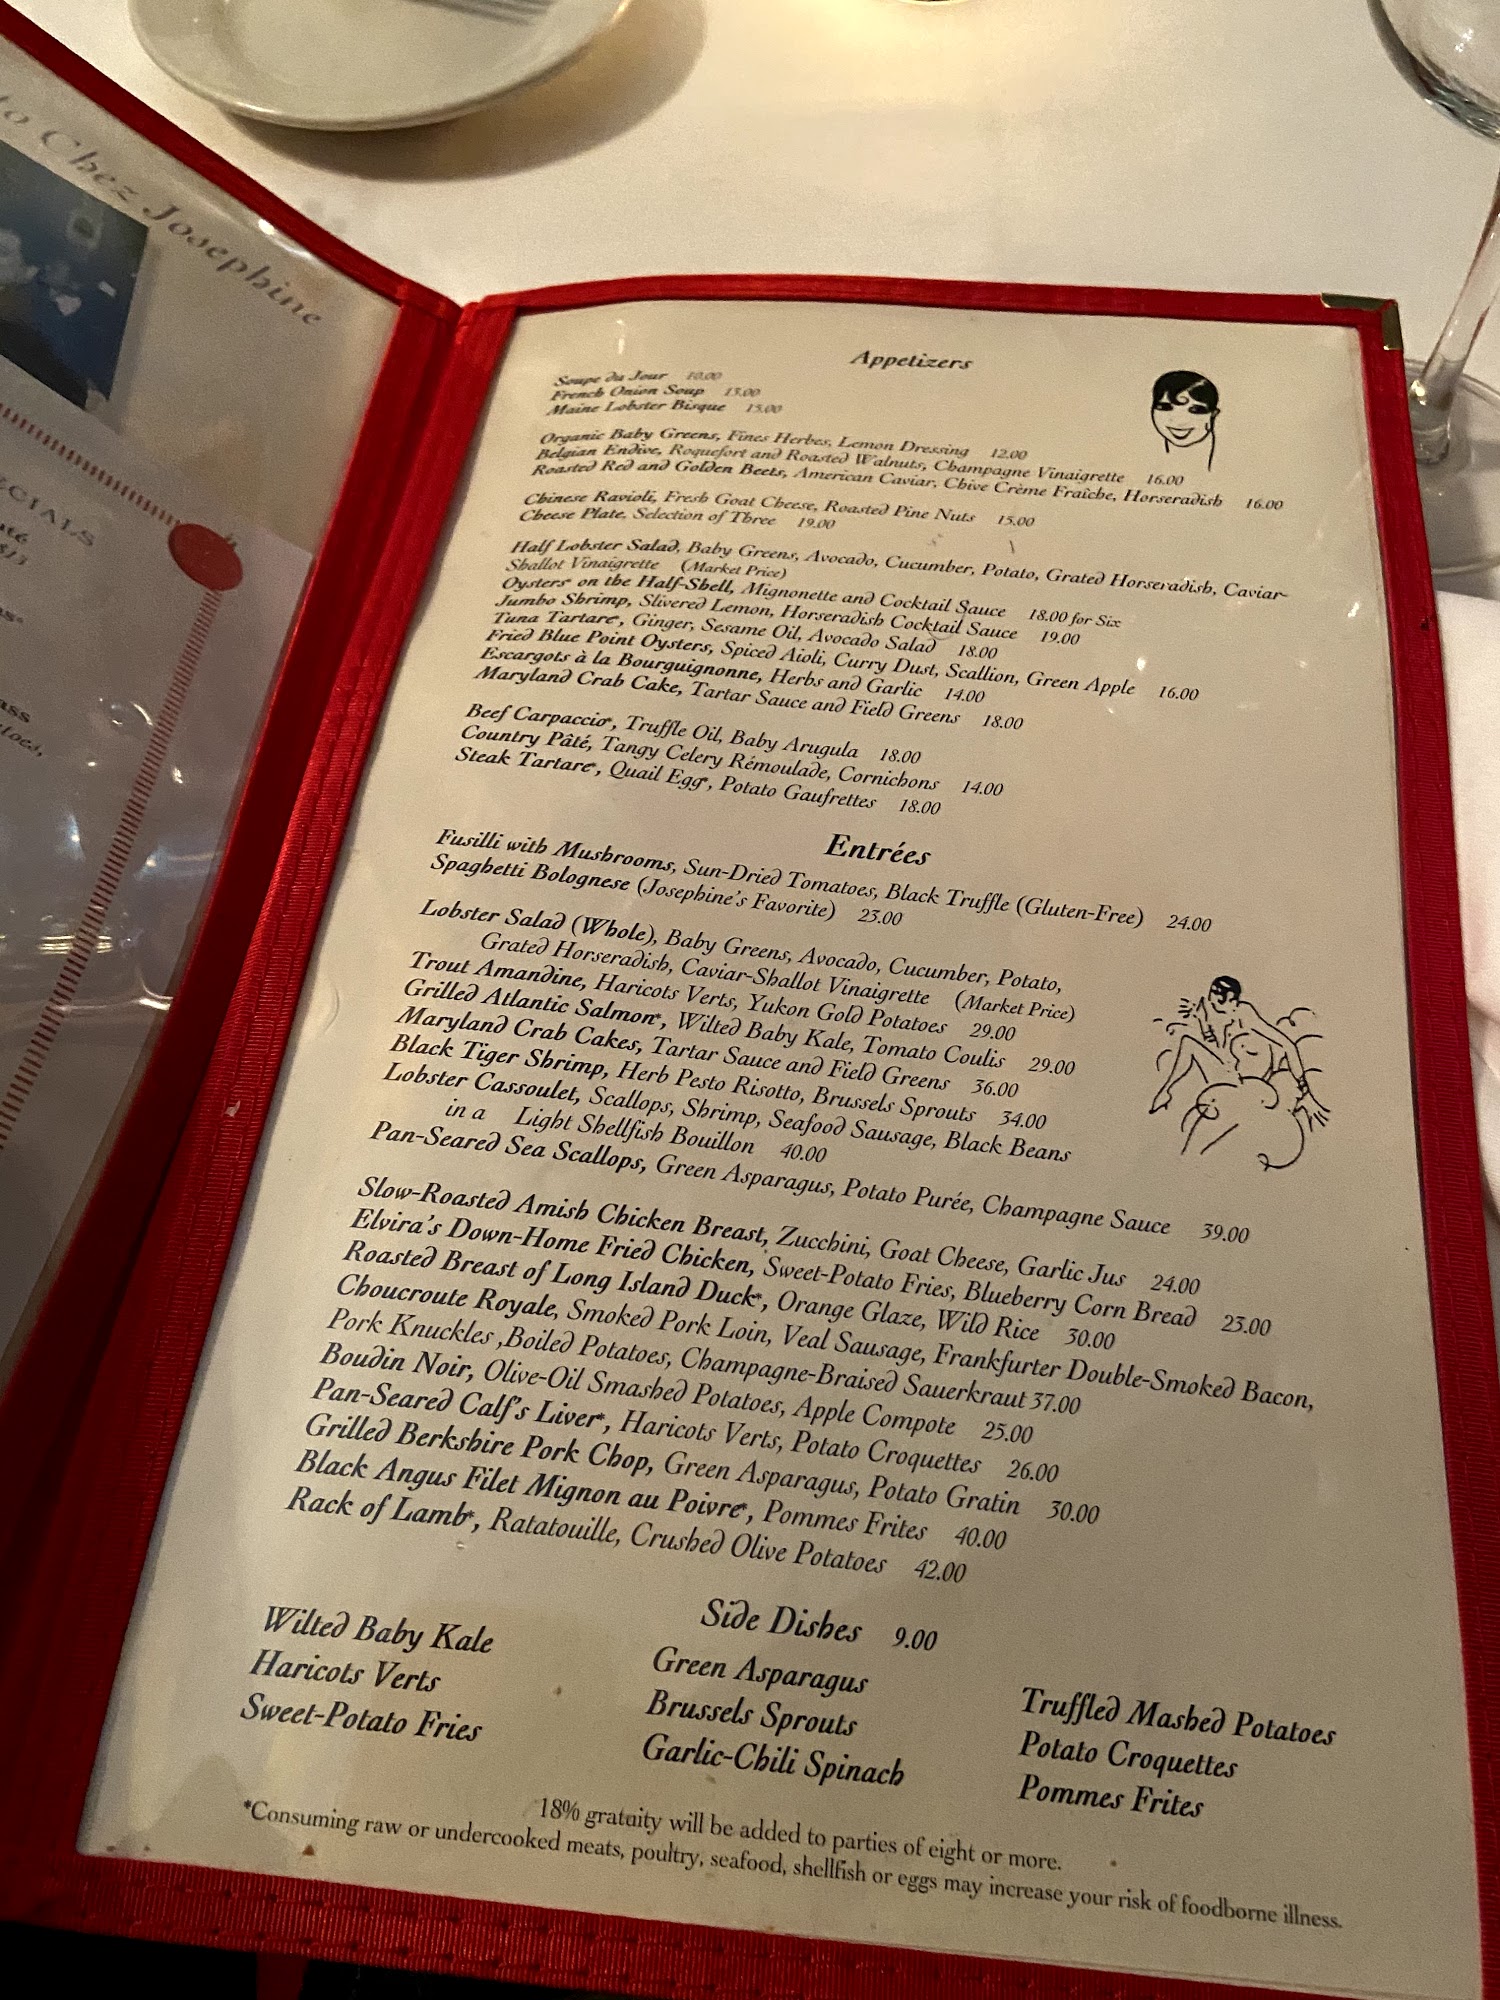 to Chez Josephine
ECIALS
uté
$13
ass
toes,
Appetizers
Soupe du Jour 10.00
French Onion Soup 13.00
Maine Lobster Bisque 15.00
Organic Baby Greens, Fines Herbes, Lemon Dressing 12.00
Belgian Endive, Roquefort and Roasted Walnuts, Champagne Vinaigrette 16.00
Roasted Red and Golden Beets, American Caviar, Chive Crème Fraîche, Horseradish 16.00
Chinese Ravioli, Fresh Goat Cheese, Roasted Pine Nuts 15.00
Cheese Plate, Selection of Three 19.00
Half Lobster Salad, Baby Greens, Avocado, Cucumber, Potato, Grated Horseradish, Caviar-
Shallot Vinaigrette (Market Price)
Oysters* on the Half-Shell, Mignonette and Cocktail Sauce 18.00 for Six
Jumbo Shrimp, Slivered Lemon, Horseradish Cocktail Sauce 19.00
Tuna Tartare*, Ginger, Sesame Oil, Avocado Salad 18.00
Fried Blue Point Oysters, Spiced Aioli, Curry Dust, Scallion, Green Apple 16.00
Escargots à la Bourguignonne, Herbs and Garlic 14.00
Maryland Crab Cake, Tartar Sauce and Field Greens 18.00
Beef Carpaccio*, Truffle Oil, Baby Arugula 18.00
Country Pâté, Tangy Celery Rémoulade, Cornichons 14.00
Steak Tartare*, Quail Egg*, Potato Gaufrettes 18.00
Entrées
Fusilli with Mushrooms, Sun-Dried Tomatoes, Black Truffle (Gluten-Free) 24.00
Spaghetti Bolognese (Josephine's Favorite) 23.00
Lobster Salad (Whole), Baby Greens, Avocado, Cucumber, Potato,
Grated Horseradish, Caviar-Shallot Vinaigrette (Market Price)
Trout Amandine, Haricots Verts, Yukon Gold Potatoes 29.00
Grilled Atlantic Salmon*, Wilted Baby Kale, Tomato Coulis 29.00
Maryland Crab Cakes, Tartar Sauce and Field Greens 36.00
Black Tiger Shrimp, Herb Pesto Risotto, Brussels Sprouts 34.00
Lobster Cassoulet, Scallops, Shrimp, Seafood Sausage, Black Beans
in a Light Shellfish Bouillon 40.00
Pan-Seared Sea Scallops, Green Asparagus, Potato Purée, Champagne Sauce 39.00
Slow-Roasted Amish Chicken Breast, Zucchini, Goat Cheese, Garlic Jus 24.00
Elvira's Down-Home Fried Chicken, Sweet-Potato Fries, Blueberry Corn Bread 23.00
Roasted Breast of Long Island Duck*, Orange Glaze, Wild Rice 30.00
Choucroute Royale, Smoked Pork Loin, Veal Sausage, Frankfurter Double-Smoked Bacon,
Pork Knuckles ,Boiled Potatoes, Champagne-Braised Sauerkraut 37.00
Boudin Noir, Olive-Oil Smashed Potatoes, Apple Compote 25.00
Pan-Seared Calf's Liver*, Haricots Verts, Potato Croquettes 26.00
Grilled Berkshire Pork Chop, Green Asparagus, Potato Gratin 30.00
Black Angus Filet Mignon au Poivre*, Pommes Frites 40.00
Rack of Lamb*, Ratatouille, Crushed Olive Potatoes 42.00
Side Dishes 9.00
Wilted Baby Kale
Haricots Verts
Sweet-Potato Fries
Green Asparagus
Brussels Sprouts
Garlic-Chili Spinach
Truffled Mashed Potatoes
Potato Croquettes
Pommes Frites
18% gratuity will be added to parties of eight or more.
*Consuming raw or undercooked meats, poultry, seafood, shellfish or eggs may increase your risk of foodborne illness.